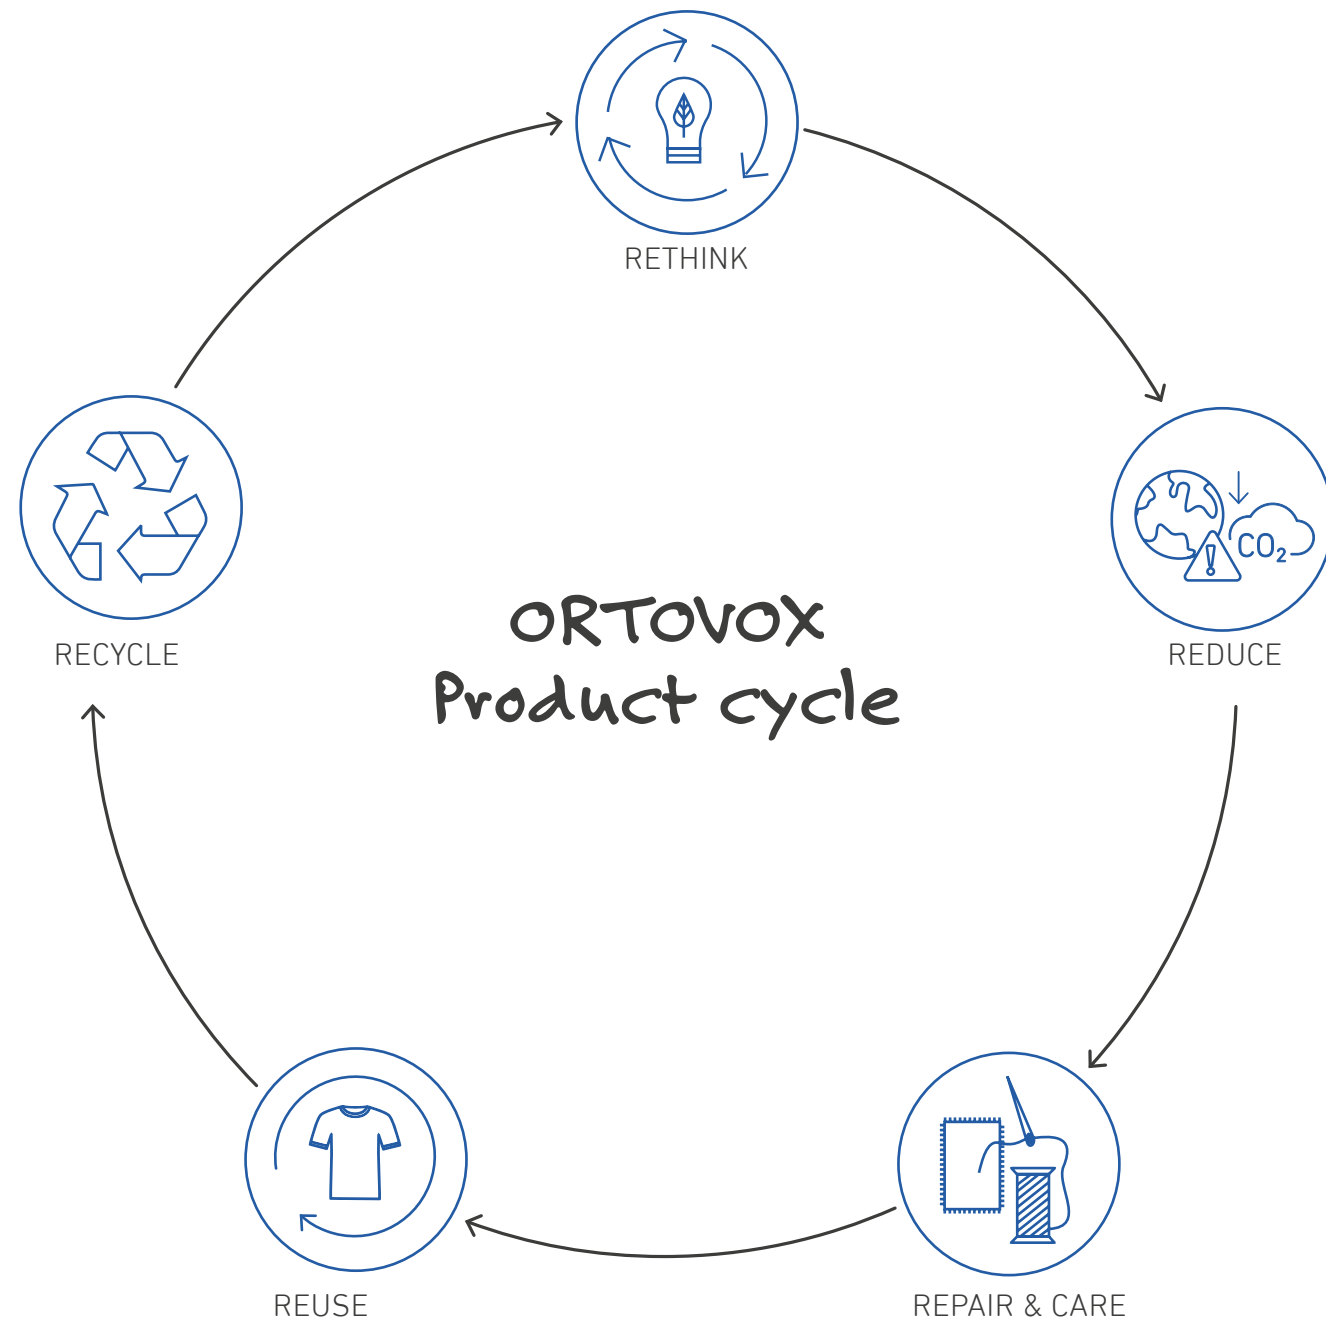 RETHINK
RECYCLE
CO₂
REDUCE
ORTOVOX
Product cycle
REUSE
REPAIR & CARE